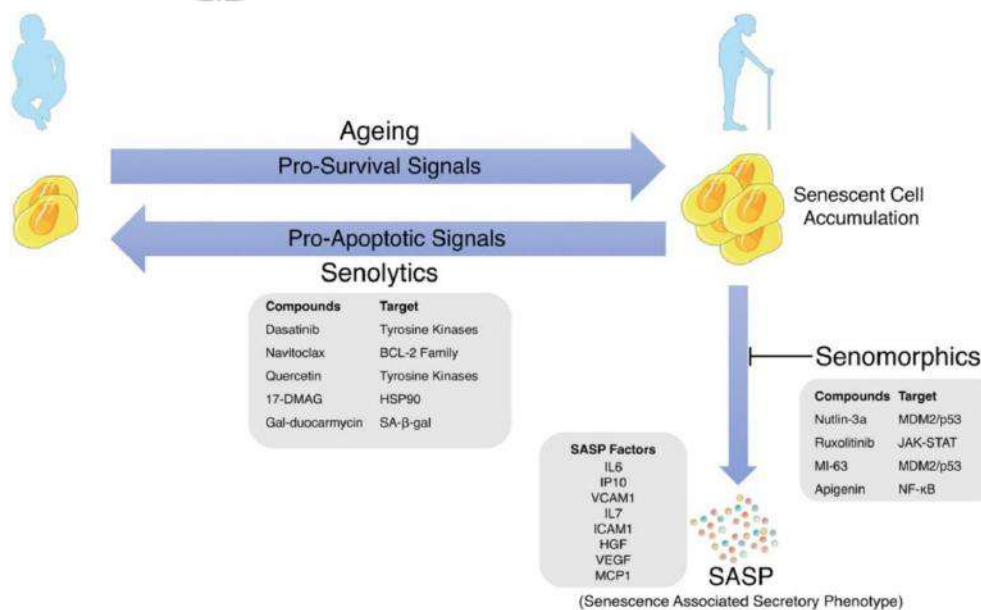 Ageing
Pro-Survival Signals
Senescent Cell
Accumulation
Pro-Apoptotic Signals
Senolytics
Compounds Target
Dasatinib Tyrosine Kinases
Navitoclax BCL-2 Family
Quercetin Tyrosine Kinases
17-DMAG HSP90
Gal-duocarmycin SA-β-gal
Senomorphics
Compounds Target
Nutlin-3a MDM2/p53
Ruxolitinib JAK-STAT
MI-63 MDM2/p53
Apigenin NF-κB
SASP Factors
IL6
IP10
VCAM1
IL7
ICAM1
HGF
VEGF
MCP1
SASP
(Senescence Associated Secretory Phenotype)